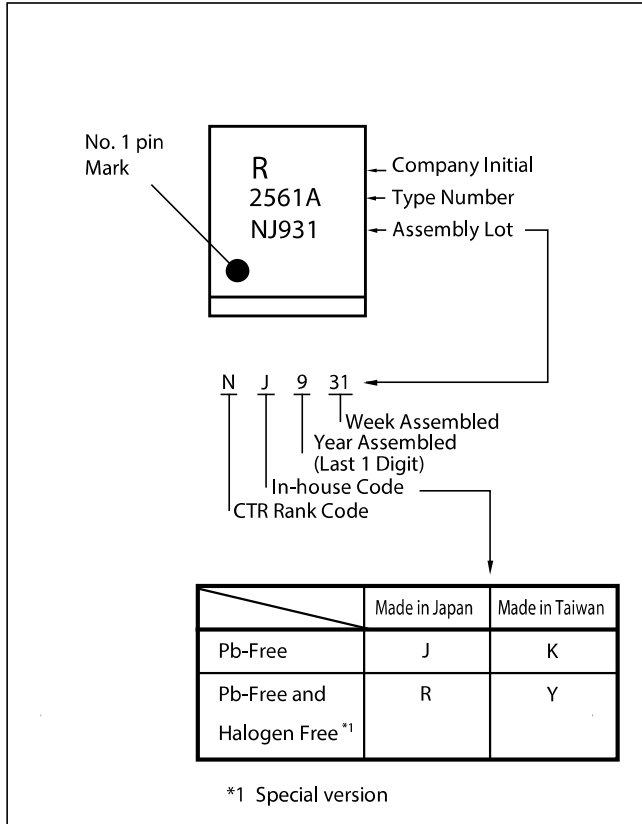 No. 1 pin
Mark
R
2561A
NJ931
Company Initial
Type Number
Assembly Lot
N J 9 31
Week Assembled
Year Assembled
(Last 1 Digit)
In-house Code
CTR Rank Code
Made in Japan Made in Taiwan
Pb-Free J K
Pb-Free and R Y
Halogen Free *1
*1 Special version